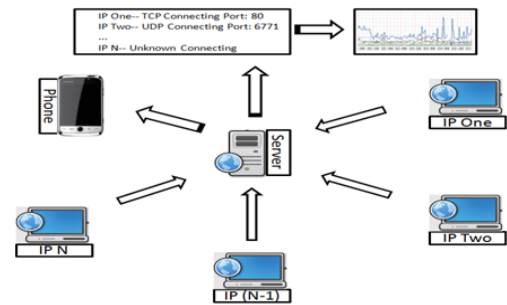 IP One-- TCP Connecting Port: 80
IP Two-- UDP Connecting Port: 6771
...
IP N-- Unknown Connecting
Phone
Server
IP One
IP N
IP Two
IP (N-1)